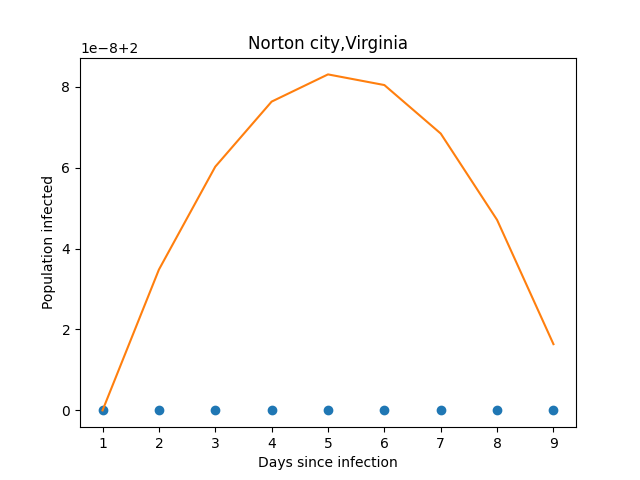 Norton city,Virginia
1e−8+2
8
6
4
2
0
Population infected
1 2 3 4 5 6 7 8 9
Days since infection